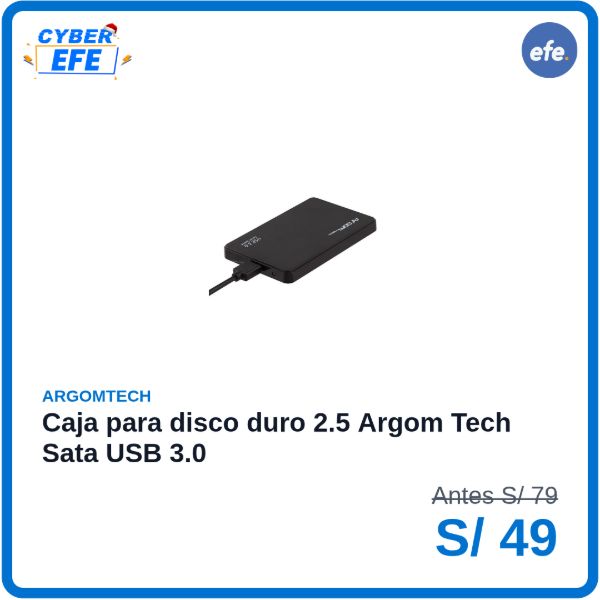 CYBER
EFE
efe.
ARGOMTECH
Caja para disco duro 2.5 Argom Tech
Sata USB 3.0
Antes S/ 79
S/ 49